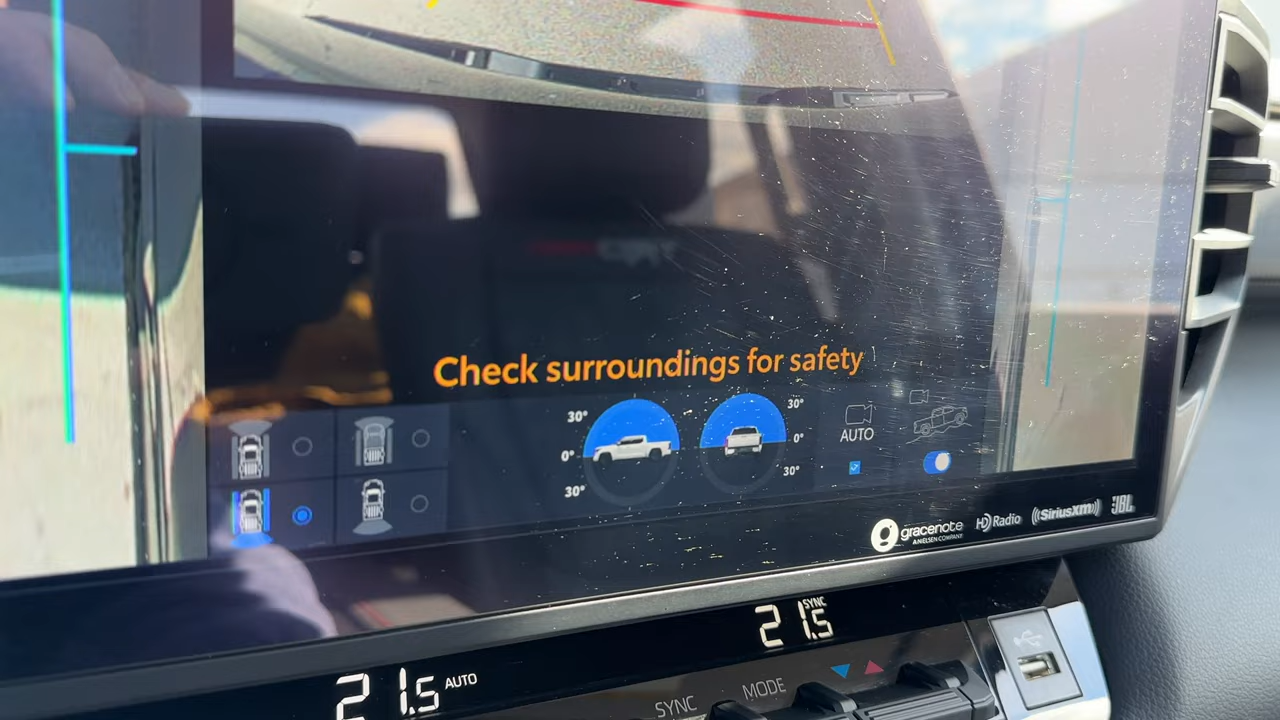 Check surroundings for safety
30°
0°
30°
30°
0°
30°
AUTO
gracenote
A NIELSEN COMPANY
HD Radio
((SiriusXM))
JBL
21.5
AUTO
21.5
SYNC
SYNC
MODE